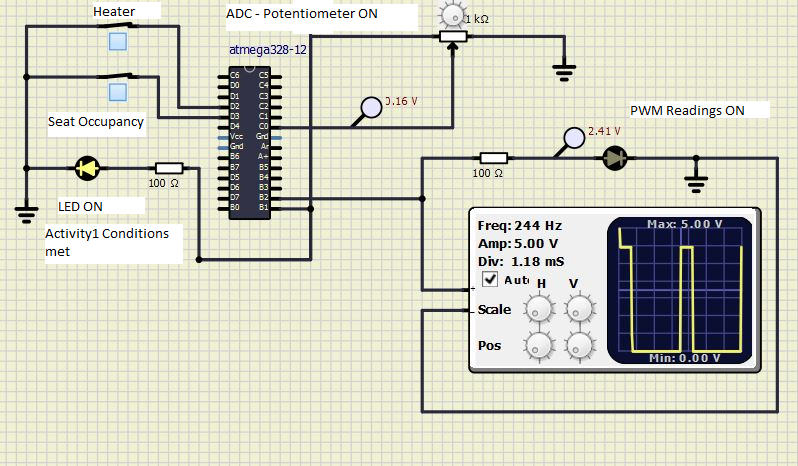 Heater
ADC - Potentiometer ON
1 kΩ
atmega328-12
C6 C5
D0 C4
D1 C3
D2 C2
D3 C1
D4 C0
Vcc Gnd
Gnd Ar
B6 A+
B7 B5
D5 B4
D6 B3
D7 B2
B0 B1
0.16 V
Seat Occupancy
PWM Readings ON
2.41 V
100 Ω
100 Ω
LED ON
Activity1 Conditions
met
Freq: 244 Hz
Amp: 5.00 V
Div: 1.18 mS
Auto
H V
+
Scale
-
Pos
Max: 5.00 V
Min: 0.00 V